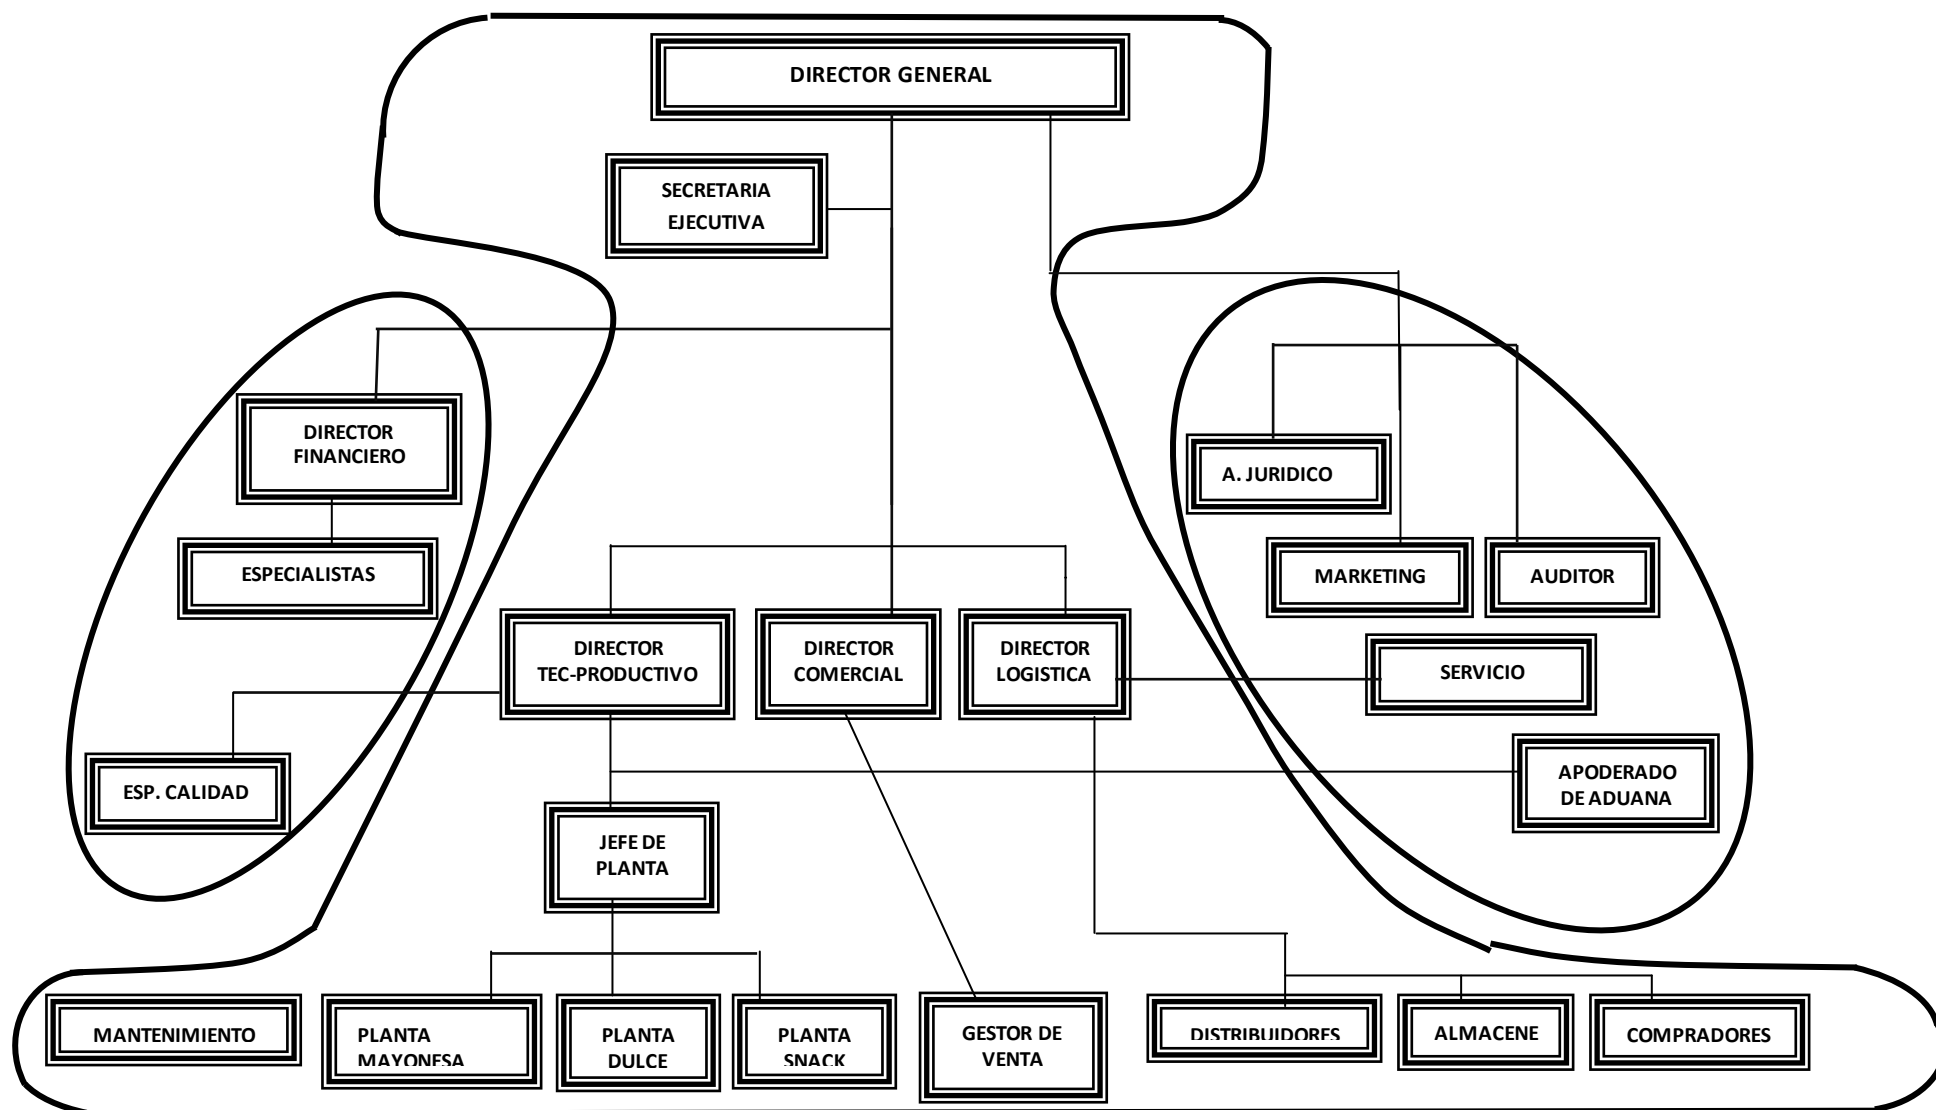 DIRECTOR GENERAL
SECRETARIA
EJECUTIVA
DIRECTOR
FINANCIERO
A. JURIDICO
ESPECIALISTAS
MARKETING
AUDITOR
DIRECTOR
TEC-PRODUCTIVO
DIRECTOR
COMERCIAL
DIRECTOR
LOGISTICA
SERVICIO
ESP. CALIDAD
APODERADO
DE ADUANA
JEFE DE
PLANTA
MANTENIMIENTO
PLANTA
MAYONESA
PLANTA
DULCE
PLANTA
SNACK
GESTOR DE
VENTA
DISTRIBUIDORES
ALMACENE
COMPRADORES